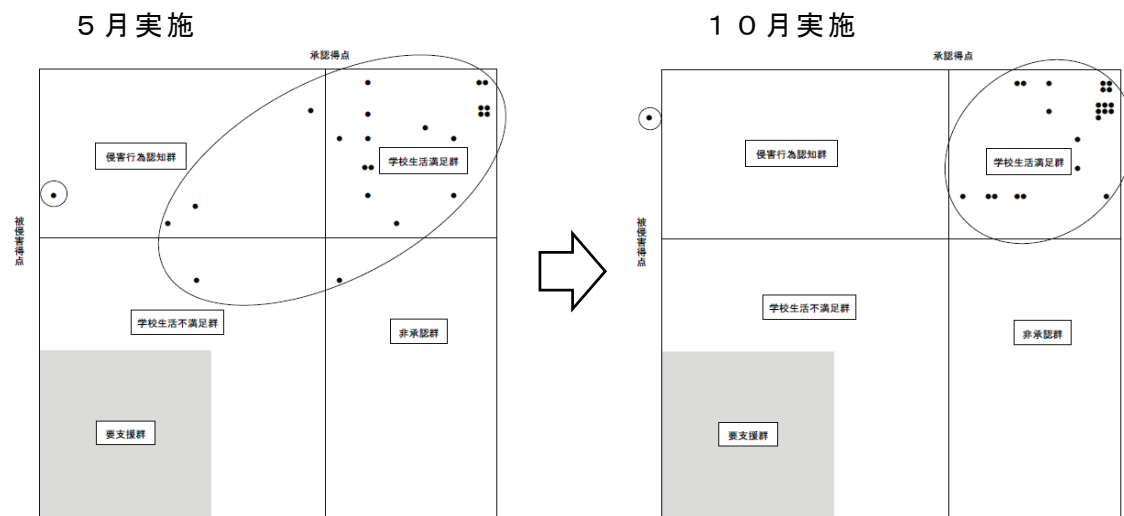 5月実施
承認得点
侵害行為認知群
学校生活満足群
被侵害得点
学校生活不満足群
非承認群
要支援群
10月実施
承認得点
侵害行為認知群
学校生活満足群
被侵害得点
学校生活不満足群
非承認群
要支援群